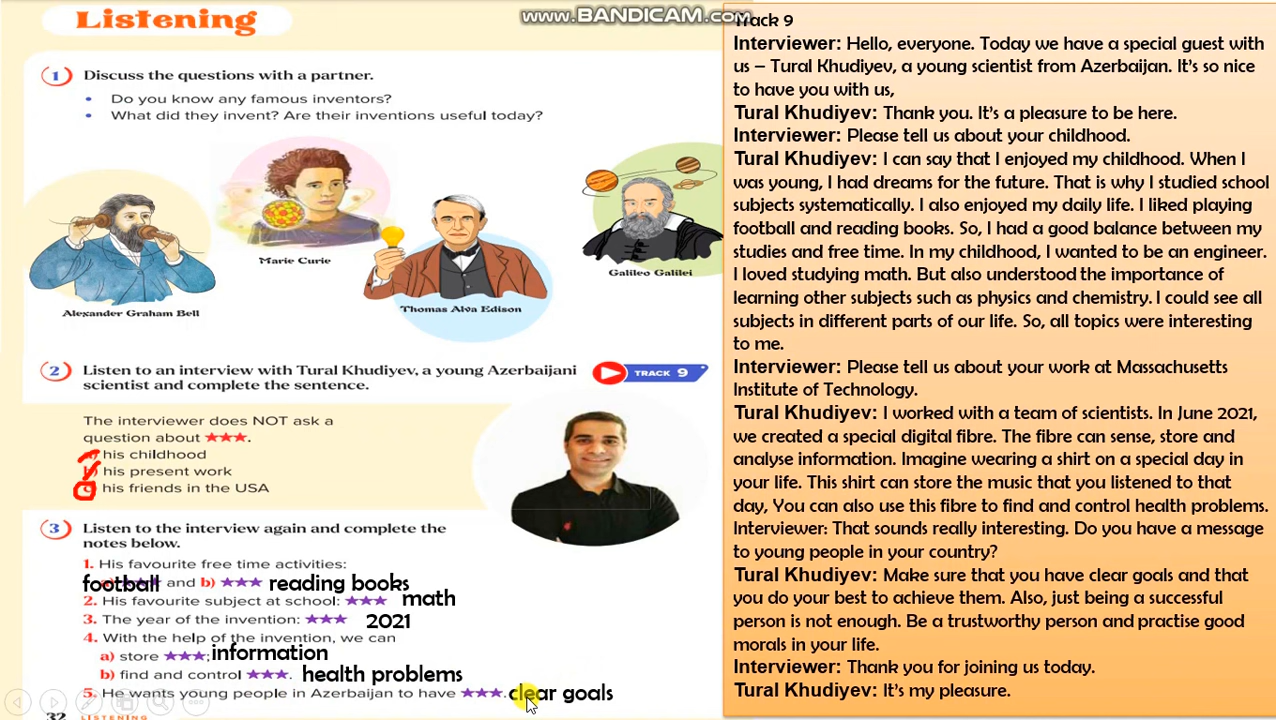 Listening
www.BANDICAM.com
1 Discuss the questions with a partner.
• Do you know any famous inventors?
• What did they invent? Are their inventions useful today?
Alexander Graham Bell
Marie Curie
Thomas Alva Edison
Galileo Galilei
2 Listen to an interview with Tural Khudiyev, a young Azerbaijani
scientist and complete the sentence.
TRACK 9
The interviewer does NOT ask a
question about ★★★.
a) his childhood
b) his present work
his friends in the USA
3 Listen to the interview again and complete the
notes below.
1. His favourite free time activities:
football and b) ★★★ reading books
2. His favourite subject at school: ★★★ math
3. The year of the invention: ★★★ 2021
4. With the help of the invention, we can
a) store ★★★; information
b) find and control ★★★. health problems
5. He wants young people in Azerbaijan to have ★★★. clear goals
32 LISTENING
Track 9
Interviewer: Hello, everyone. Today we have a special guest with
us – Tural Khudiyev, a young scientist from Azerbaijan. It's so nice
to have you with us,
Tural Khudiyev: Thank you. It's a pleasure to be here.
Interviewer: Please tell us about your childhood.
Tural Khudiyev: I can say that I enjoyed my childhood. When I
was young, I had dreams for the future. That is why I studied school
subjects systematically. I also enjoyed my daily life. I liked playing
football and reading books. So, I had a good balance between my
studies and free time. In my childhood, I wanted to be an engineer.
I loved studying math. But also understood the importance of
learning other subjects such as physics and chemistry. I could see all
subjects in different parts of our life. So, all topics were interesting
to me.
Interviewer: Please tell us about your work at Massachusetts
Institute of Technology.
Tural Khudiyev: I worked with a team of scientists. In June 2021,
we created a special digital fibre. The fibre can sense, store and
analyse information. Imagine wearing a shirt on a special day in
your life. This shirt can store the music that you listened to that
day, You can also use this fibre to find and control health problems.
Interviewer: That sounds really interesting. Do you have a message
to young people in your country?
Tural Khudiyev: Make sure that you have clear goals and that
you do your best to achieve them. Also, just being a successful
person is not enough. Be a trustworthy person and practise good
morals in your life.
Interviewer: Thank you for joining us today.
Tural Khudiyev: It's my pleasure.